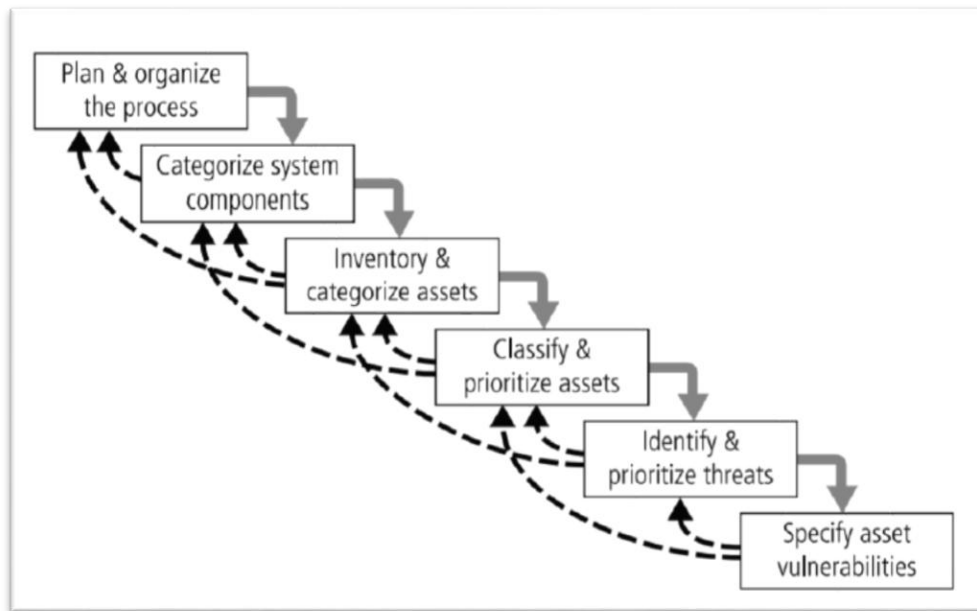 Plan & organize
the process
Categorize system
components
Inventory &
categorize assets
Classify &
prioritize assets
Identify &
prioritize threats
Specify asset
vulnerabilities